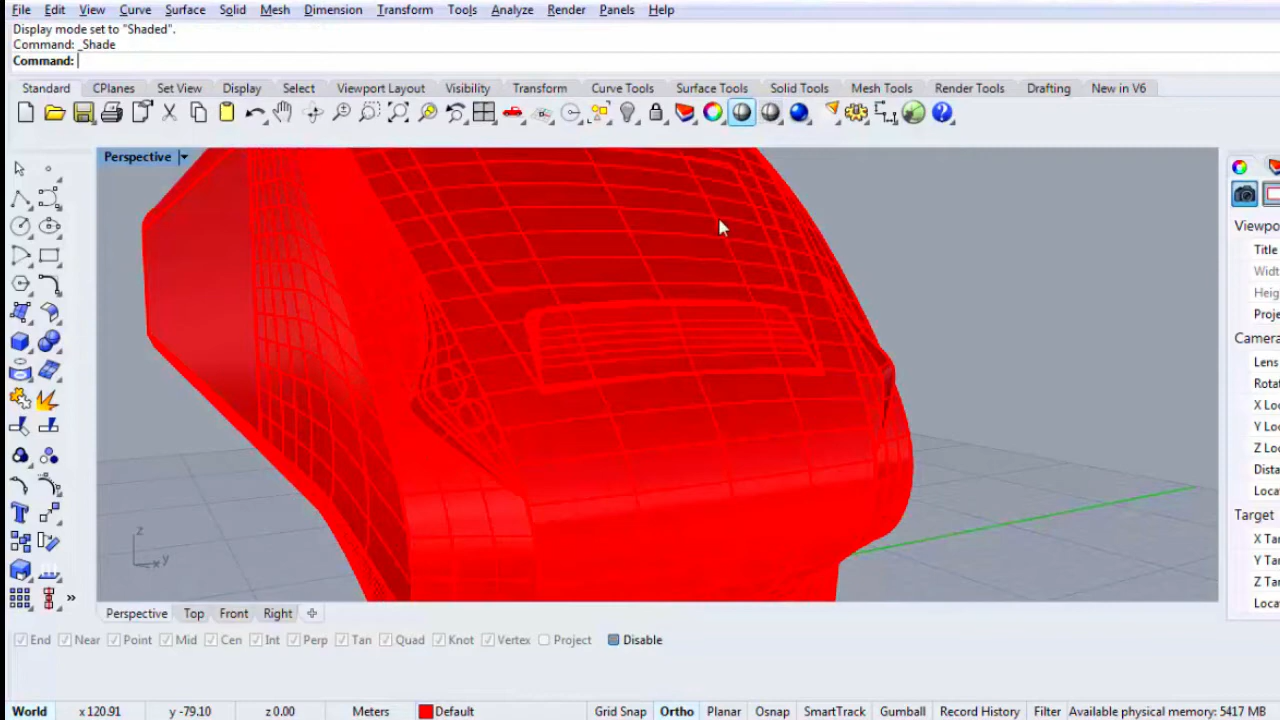 File Edit View Curve Surface Solid Mesh Dimension Transform Tools Analyze Render Panels Help
Display mode set to "Shaded".
Command: _Shade
Command:
Standard CPlanes Set View Display Select Viewport Layout Visibility Transform Curve Tools Surface Tools Solid Tools Mesh Tools Render Tools Drafting New in V6
Perspective
Viewpo
Title
Width
Heig
Proje
Camera
Lens
Rota
X Loc
Y Loc
Z Loc
Dista
Locat
Target
X Tar
Y Tar
Z Tar
Locat
z
x y
Perspective Top Front Right
End Near Point Mid Cen Int Perp Tan Quad Knot Vertex Project Disable
World x 120.91 y -79.10 z 0.00 Meters Default Grid Snap Ortho Planar Osnap SmartTrack Gumball Record History Filter Available physical memory: 5417 MB